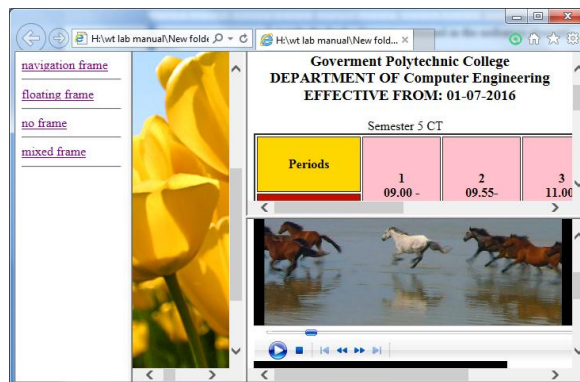 H:\wt lab manual\New folde
H:\wt lab manual\New fold...
navigation frame
floating frame
no frame
mixed frame
Goverment Polytechnic College
DEPARTMENT OF Computer Engineering
EFFECTIVE FROM: 01-07-2016
Semester 5 CT
Periods
1
09.00 -
2
09.55-
3
11.00